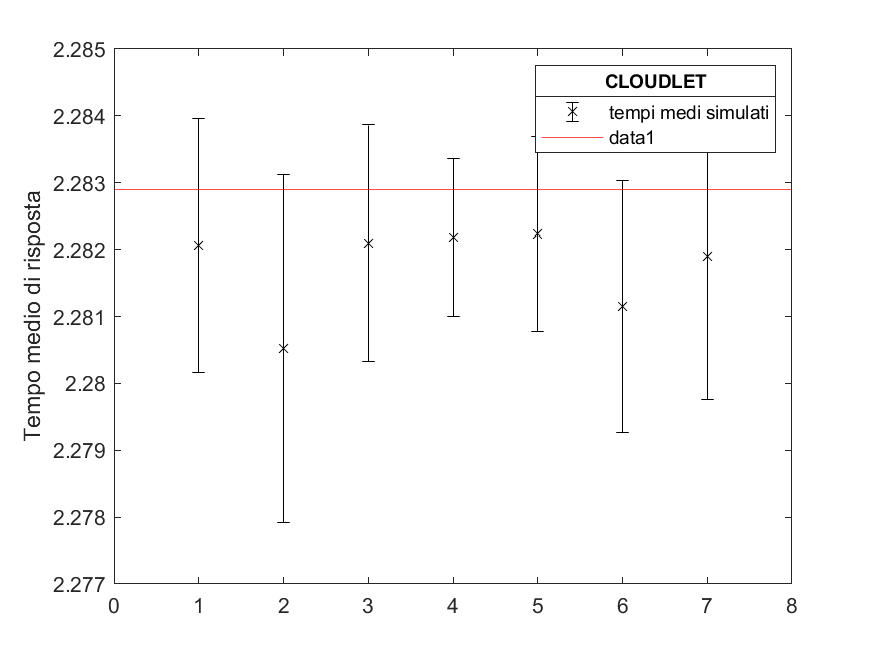 2.285
2.284
2.283
2.282
2.281
2.28
2.279
2.278
2.277
0 1 2 3 4 5 6 7 8
Tempo medio di risposta
CLOUDLET
tempi medi simulati
data1